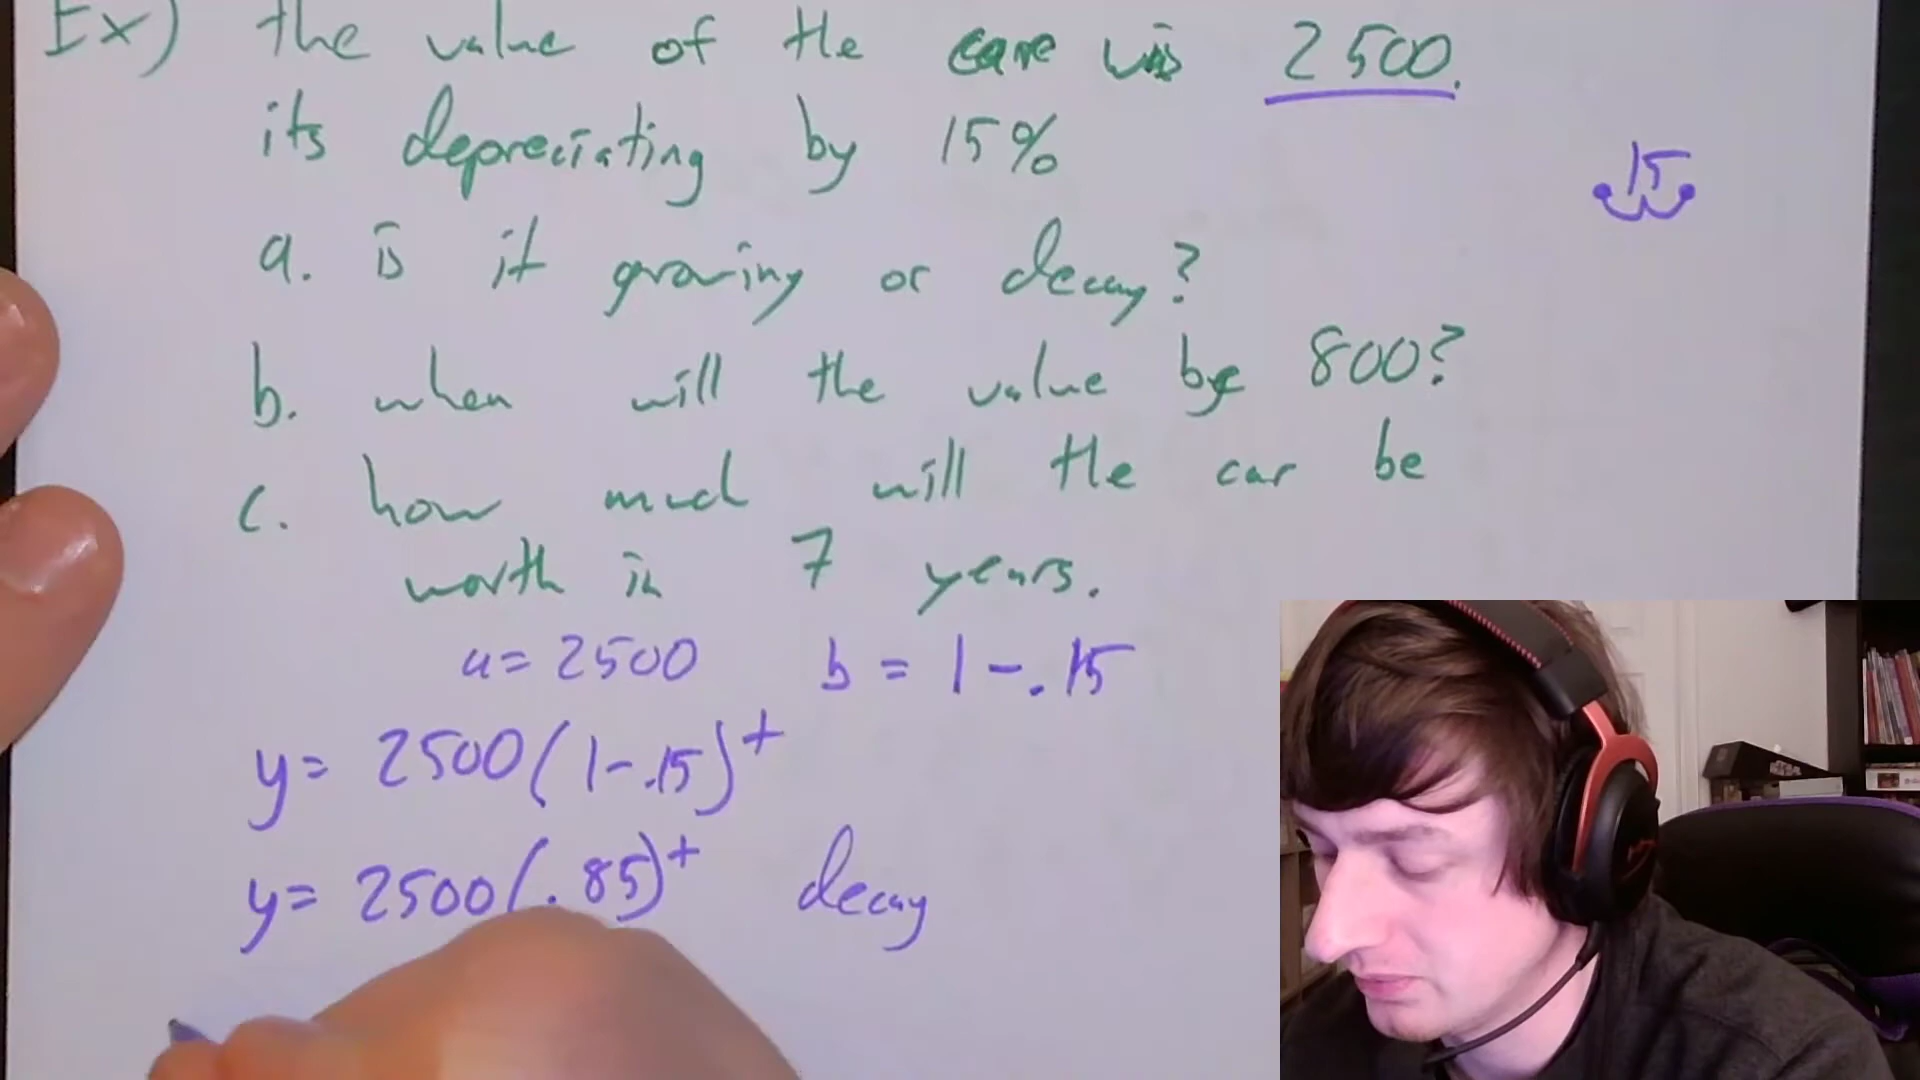 Ex) the value of the care was 2500.
its depreciating by 15%
15
a. is it growing or decay?
b. when will the value be 800?
c. how much will the car be
worth in 7 years.
a = 2500 b = 1 - .15
y = 2500(1-.15)^t
y = 2500(.85)^t decay